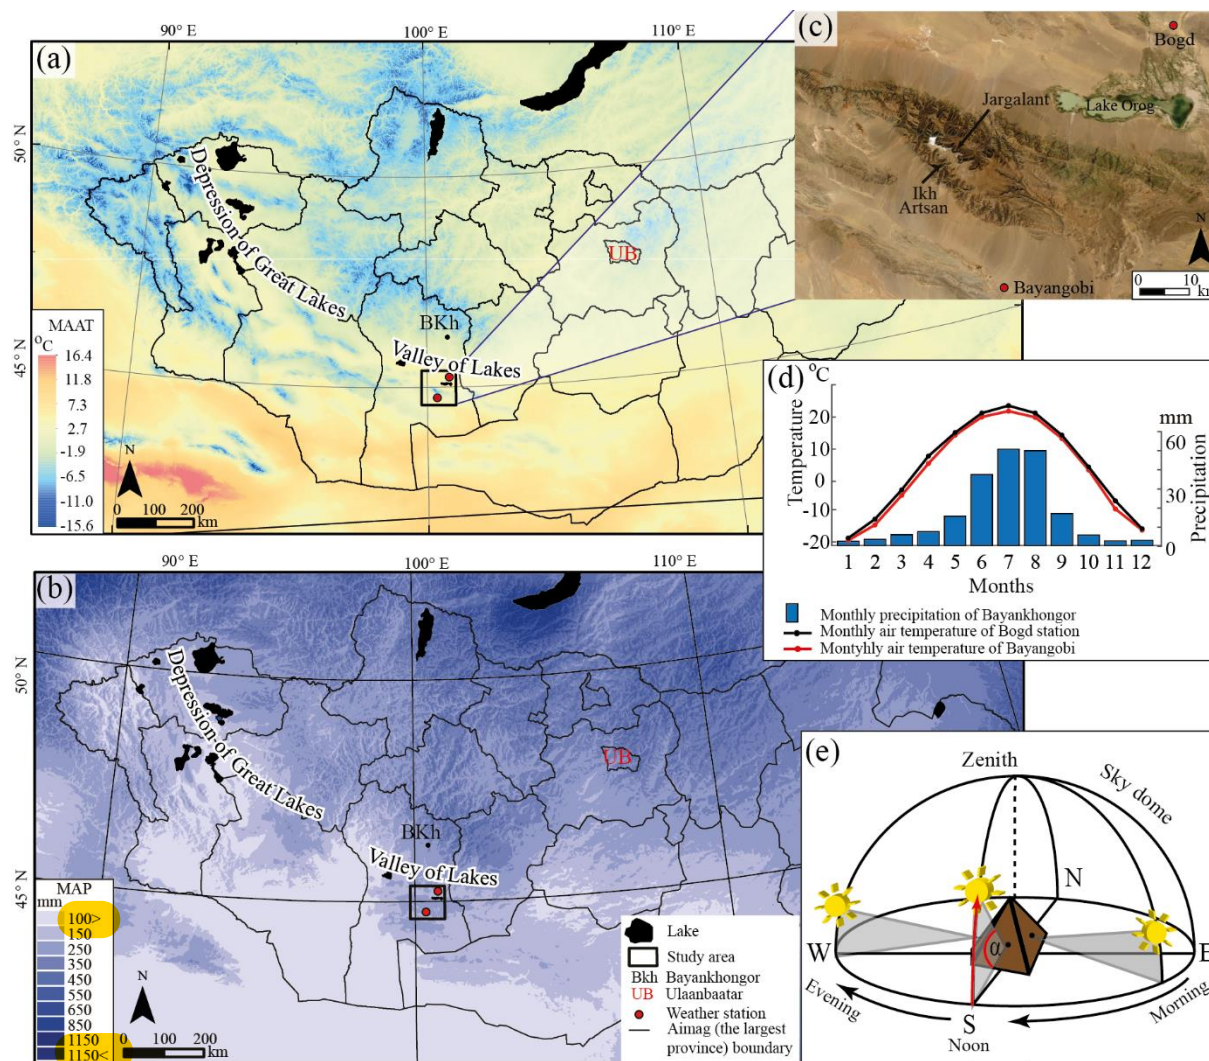 (a)
90° E
100° E
110° E
50° N
45° N
Depression of Great Lakes
UB
BKh
Valley of Lakes
MAAT
°C
16.4
11.8
7.2
2.7
-1.9
-6.5
-11.0
-15.6
N
0 100 200
km
(c)
Bogd
Jargalant
Lake Orog
Ikh
Artsan
Bayangobi
N
0 10
km
(d)
°C
mm
Temperature
20
10
0
-10
-20
60
30
0
Precipitation
1 2 3 4 5 6 7 8 9 10 11 12
Months
Monthly precipitation of Bayankhongor
Monthly air temperature of Bogd station
Montyhly air temperature of Bayangobi
(b)
90° E
100° E
110° E
50° N
45° N
Depression of Great Lakes
UB
BKh
Valley of Lakes
MAP
mm
100>
150
250
350
450
550
650
850
1150
1150<
N
0 100 200
km
Lake
Study area
Bkh Bayankhongor
UB Ulaanbaatar
Weather station
Aimag (the largest
province) boundary
(e)
Zenith
Sky dome
N
W
E
α
S
Evening
Noon
Morning